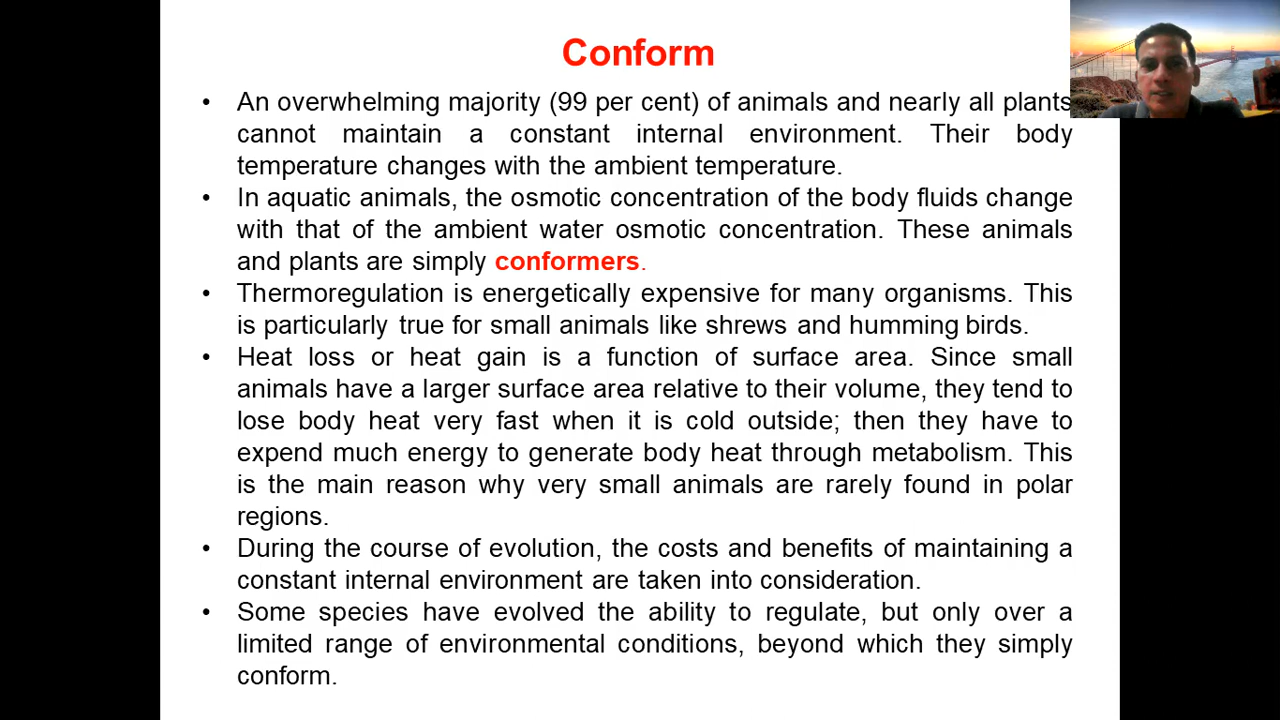 Conform
• An overwhelming majority (99 per cent) of animals and nearly all plants
cannot maintain a constant internal environment. Their body
temperature changes with the ambient temperature.
• In aquatic animals, the osmotic concentration of the body fluids change
with that of the ambient water osmotic concentration. These animals
and plants are simply conformers.
• Thermoregulation is energetically expensive for many organisms. This
is particularly true for small animals like shrews and humming birds.
• Heat loss or heat gain is a function of surface area. Since small
animals have a larger surface area relative to their volume, they tend to
lose body heat very fast when it is cold outside; then they have to
expend much energy to generate body heat through metabolism. This
is the main reason why very small animals are rarely found in polar
regions.
• During the course of evolution, the costs and benefits of maintaining a
constant internal environment are taken into consideration.
• Some species have evolved the ability to regulate, but only over a
limited range of environmental conditions, beyond which they simply
conform.